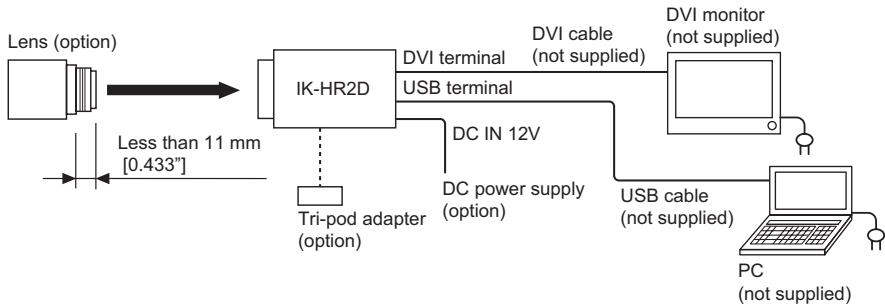 Lens (option)
Less than 11 mm
[0.433”]
IK-HR2D
Tri-pod adapter
(option)
DVI terminal
USB terminal
DC IN 12V
DC power supply
(option)
DVI cable
(not supplied)
USB cable
(not supplied)
DVI monitor
(not supplied)
PC
(not supplied)